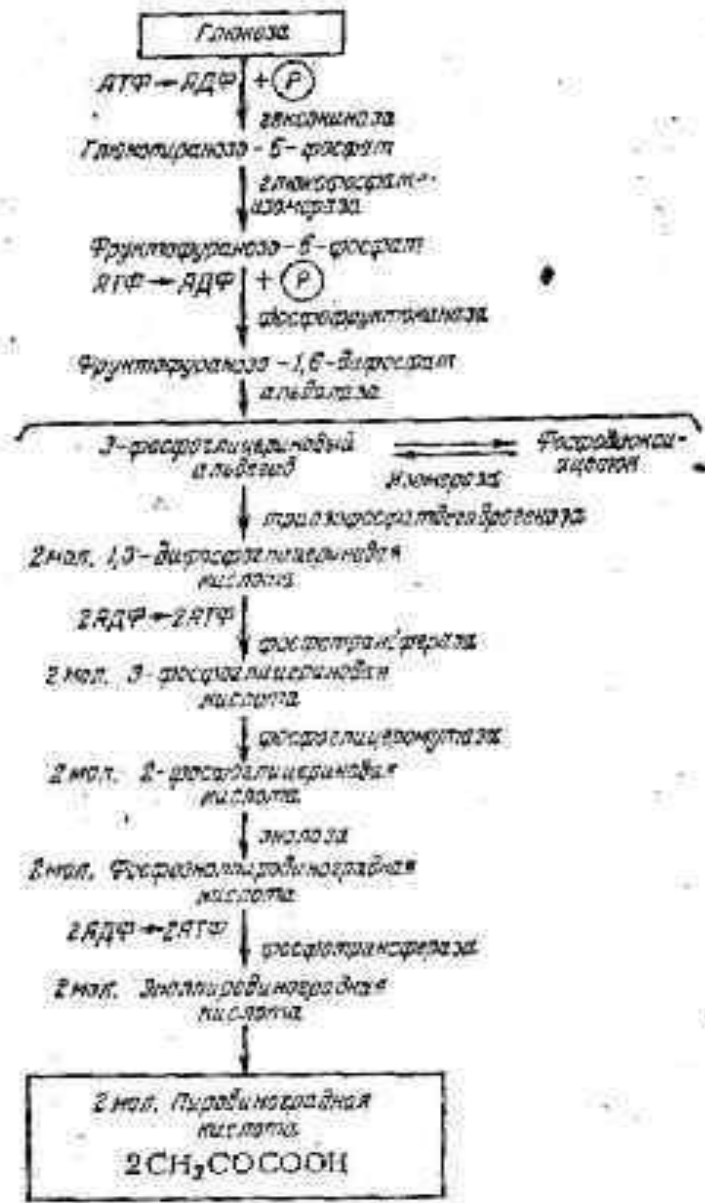 Глюкоза
АТФ→АДФ + Р
гексокиназа
Глюкопиранозо-6-фосфат
глюкофосфат-
изомераза
Фруктофуранозо-6-фосфат
АТФ→АДФ + Р
фосфофруктокиназа
Фруктофуранозо-1,6-дифосфат
альдолаза
3-фосфоглицериновый
альдегид
изомераза
Фосфодиокси-
ацетон
триозофосфатдегидрогеназа
2 мол. 1,3-дифосфоглицериновая
кислота
2АДФ→2АТФ
фосфотрансфераза
2 мол. 3-фосфоглицериновая
кислота
фосфоглицеромутаза
2 мол. 2-фосфоглицериновая
кислота
энолаза
2 мол. Фосфоэнолпировиноградная
кислота
2АДФ→2АТФ
фосфотрансфераза
2 мол. Энолпировиноградная
кислота
2 мол. Пировиноградная
кислота
2CH₃COCOOH